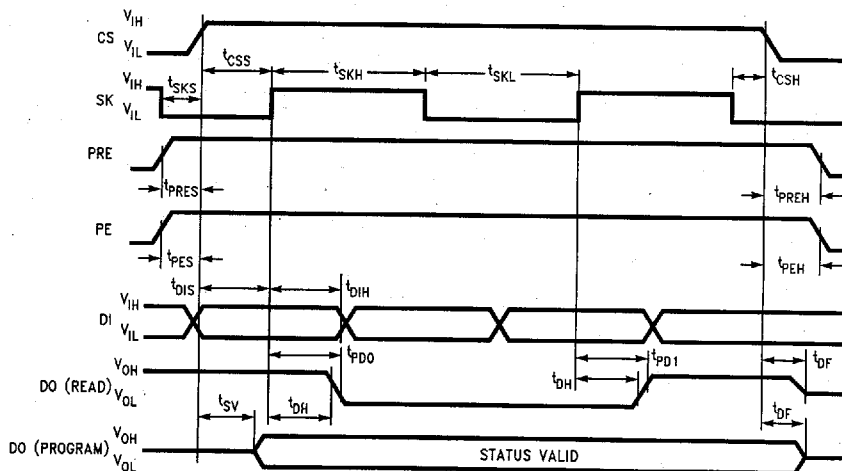 VIH
CS
VIL
tCSS
tSKH
tSKL
tCSH
VIH
tSKS
SK
VIL
PRE
tPRES
tPREH
PE
tPES
tPEH
tDIS
tDIH
VIH
DI
VIL
tPD0
tPD1
tDF
VOH
DO (READ)
VOL
tSV
tDH
tDH
tDF
VOH
DO (PROGRAM)
VOL
STATUS VALID